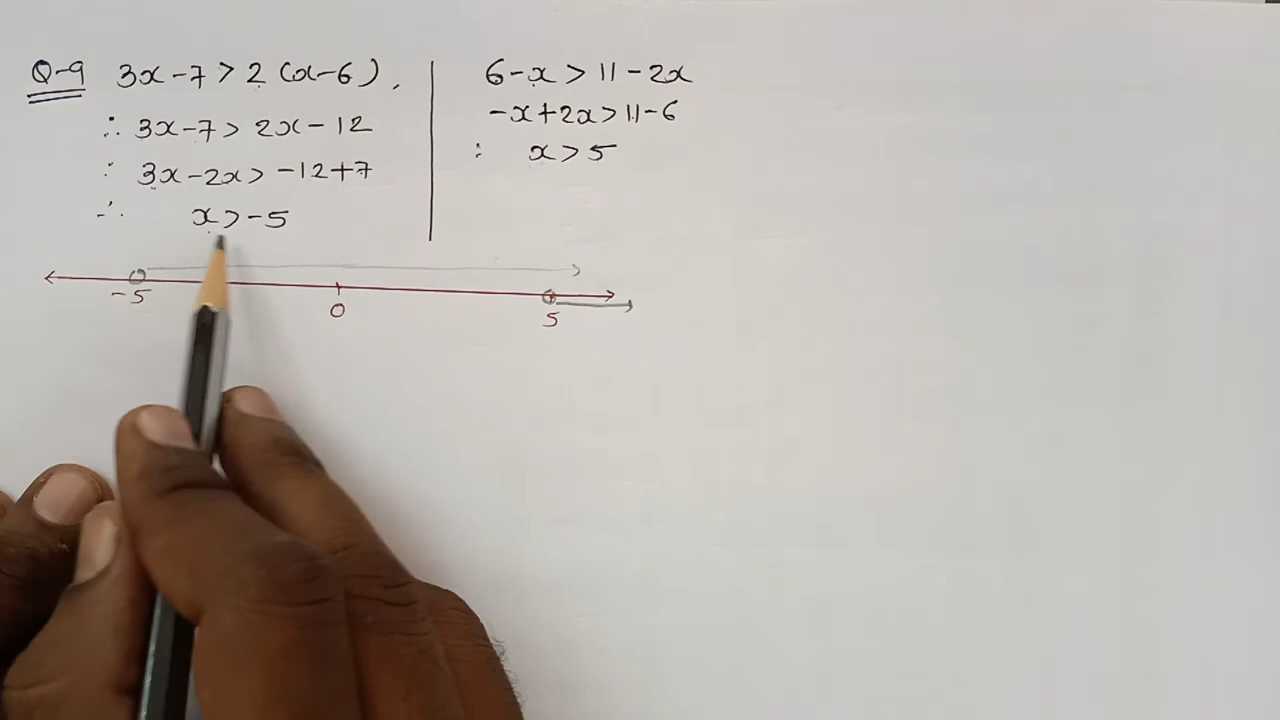 Q-9 3x-7 > 2 (x-6),
∴ 3x-7 > 2x-12
: 3x-2x > -12+7
∴ x > -5
6-x > 11-2x
-x+2x > 11-6
: x > 5
-5 0 5